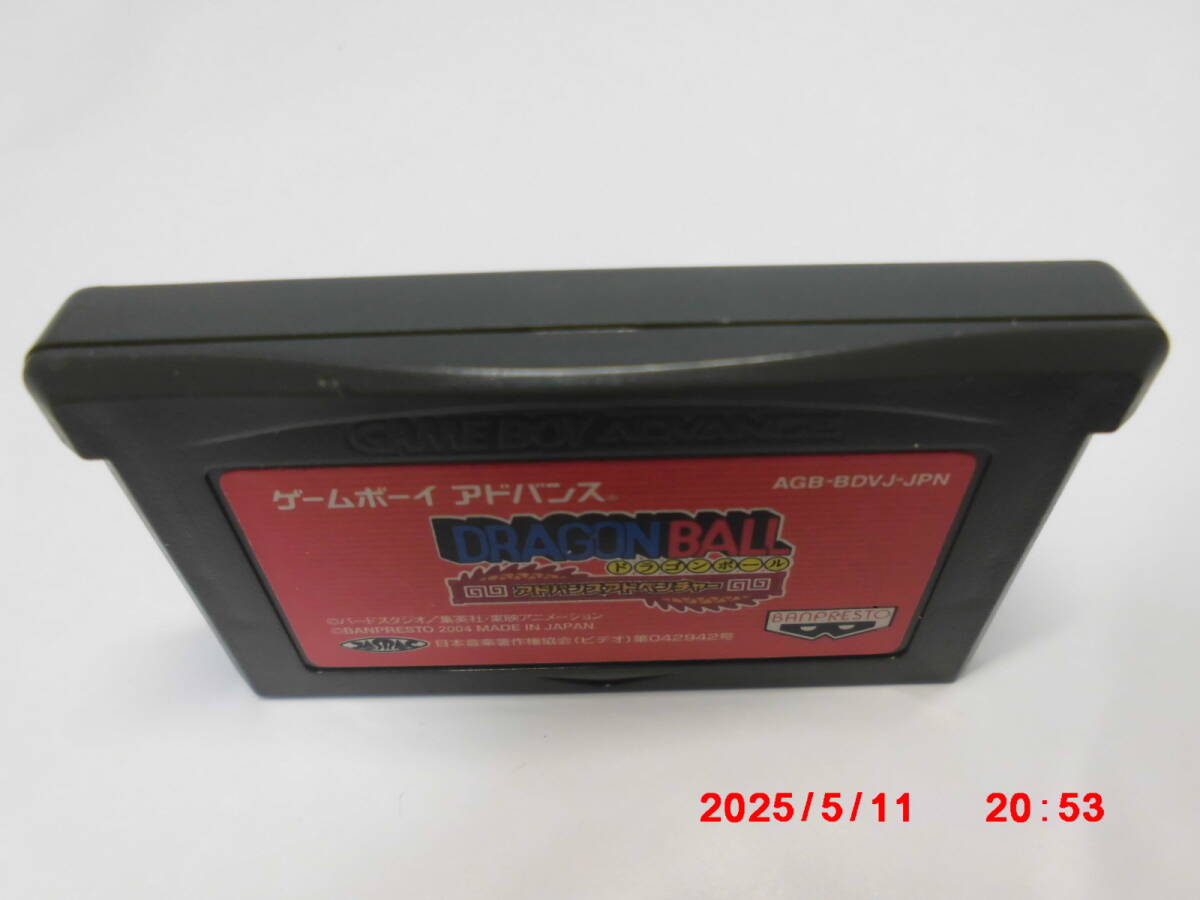 GAME BOY ADVANCE
ゲームボーイ アドバンス®
AGB-BDVJ-JPN
DRAGON BALL
ドラゴンボール
アドバンスアドベンチャー
©バードスタジオ/集英社・東映アニメーション
©BANPRESTO 2004 MADE IN JAPAN
BANPRESTO
JASRAC 日本音楽著作権協会(ビデオ)第042942号
2025/5/11 20:53